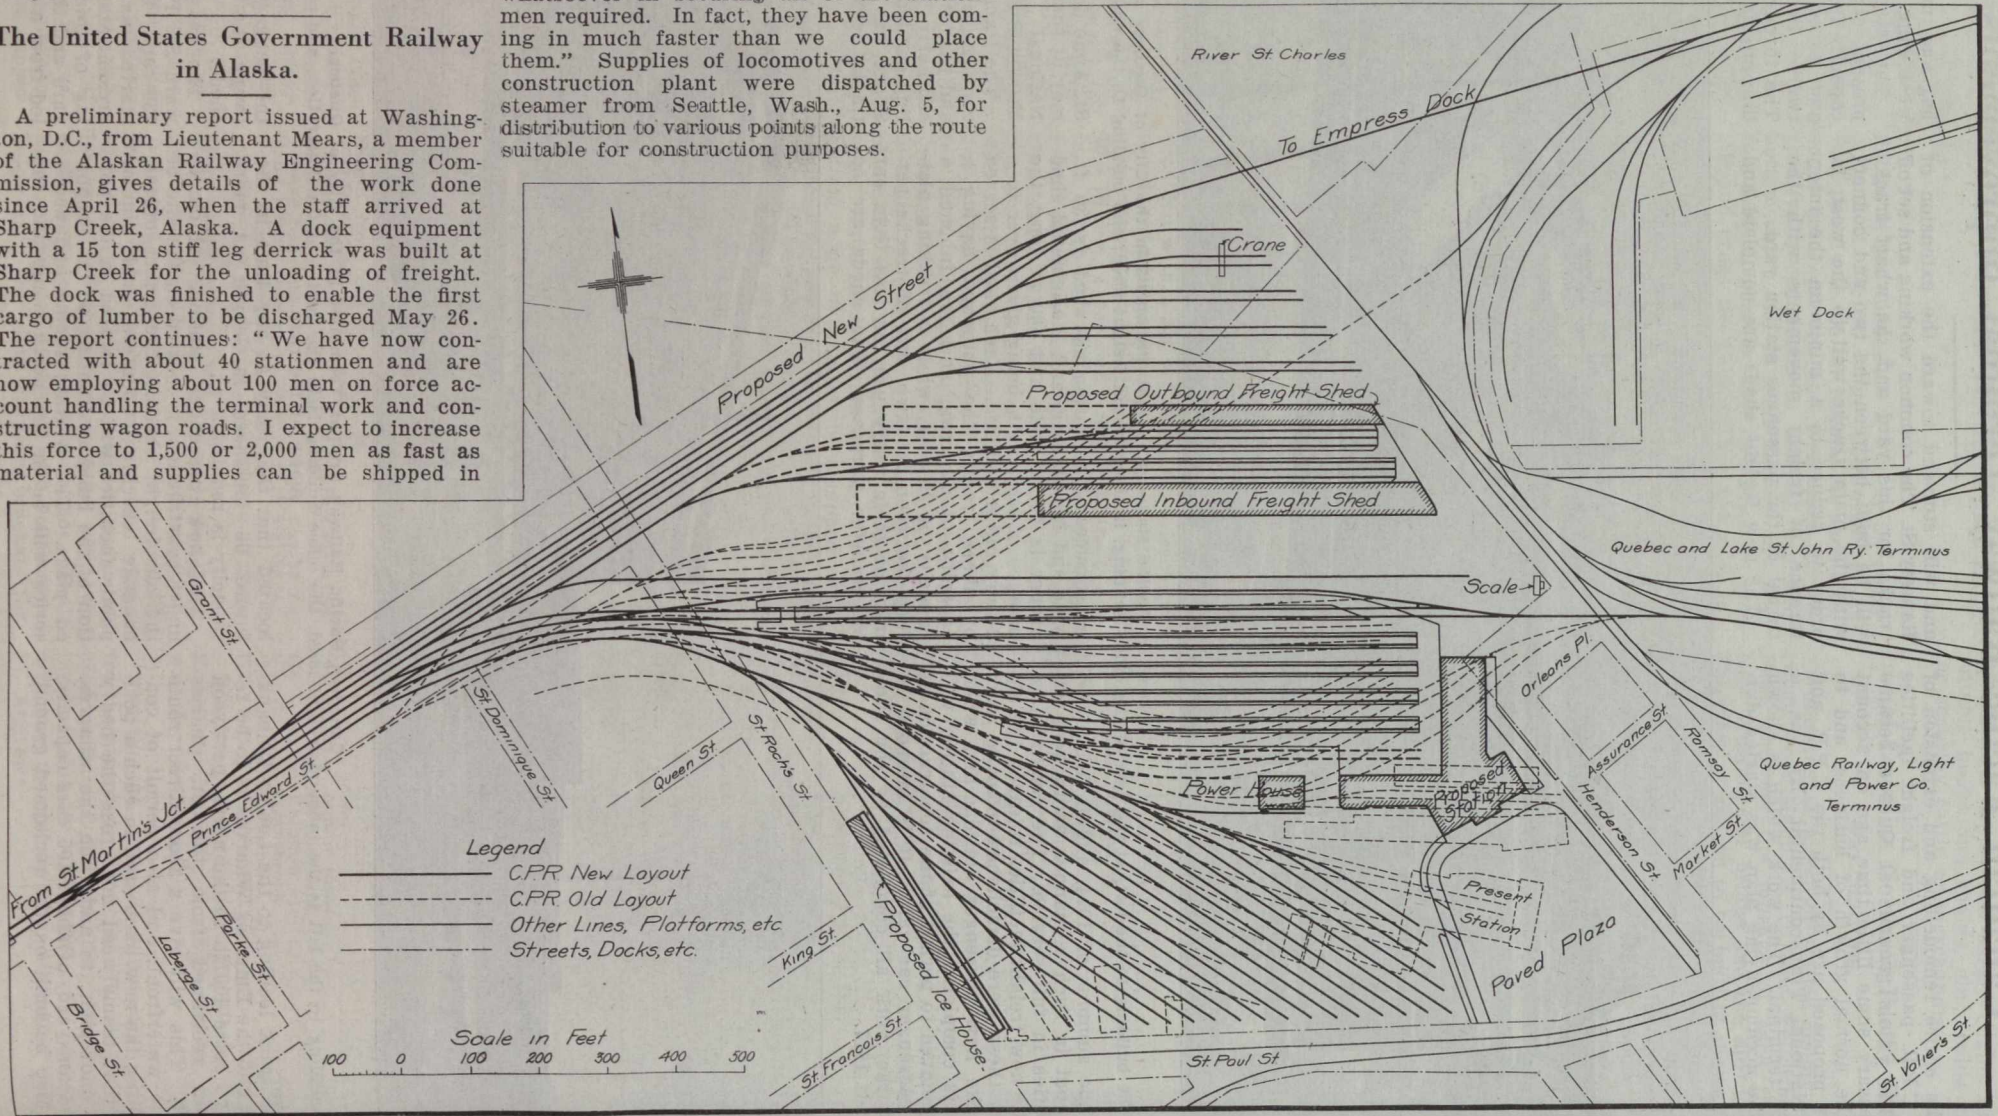 The United States Government Railway
in Alaska.
A preliminary report issued at Washing-
ton, D.C., from Lieutenant Mears, a member
of the Alaskan Railway Engineering Com-
mission, gives details of the work done
since April 26, when the staff arrived at
Sharp Creek, Alaska. A dock equipment
with a 15 ton stiff leg derrick was built at
Sharp Creek for the unloading of freight.
The dock was finished to enable the first
cargo of lumber to be discharged May 26.
The report continues: "We have now con-
tracted with about 40 stationmen and are
now employing about 100 men on force ac-
count handling the terminal work and con-
structing wagon roads. I expect to increase
this force to 1,500 or 2,000 men as fast as
material and supplies can be shipped in
men required. In fact, they have been com-
ing in much faster than we could place
them." Supplies of locomotives and other
construction plant were dispatched by
steamer from Seattle, Wash., Aug. 5, for
distribution to various points along the route
suitable for construction purposes.
River St. Charles
To Empress Dock
Crane
Proposed New Street
Wet Dock
Proposed Outbound Freight Shed
Proposed Inbound Freight Shed
Quebec and Lake St. John Ry. Terminus
Scale
Grant St.
Orleans Pl.
St. Dominique St.
St. Roch's St.
Queen St.
Assurance St.
Ramsay St.
Quebec Railway, Light
and Power Co.
Terminus
Power House
Proposed
Station
Henderson St.
Market St.
From St. Martin's Jct.
Prince Edward St.
Legend
C.P.R. New Layout
C.P.R. Old Layout
Other Lines, Platforms, etc.
Streets, Docks, etc.
Present
Station
Paved Plaza
Parke St.
Laberge St
Bridge St.
King St.
Proposed Ice House.
St. Francois St
St. Paul St
St. Valier's St.
Scale in Feet
100 0 100 200 300 400 500